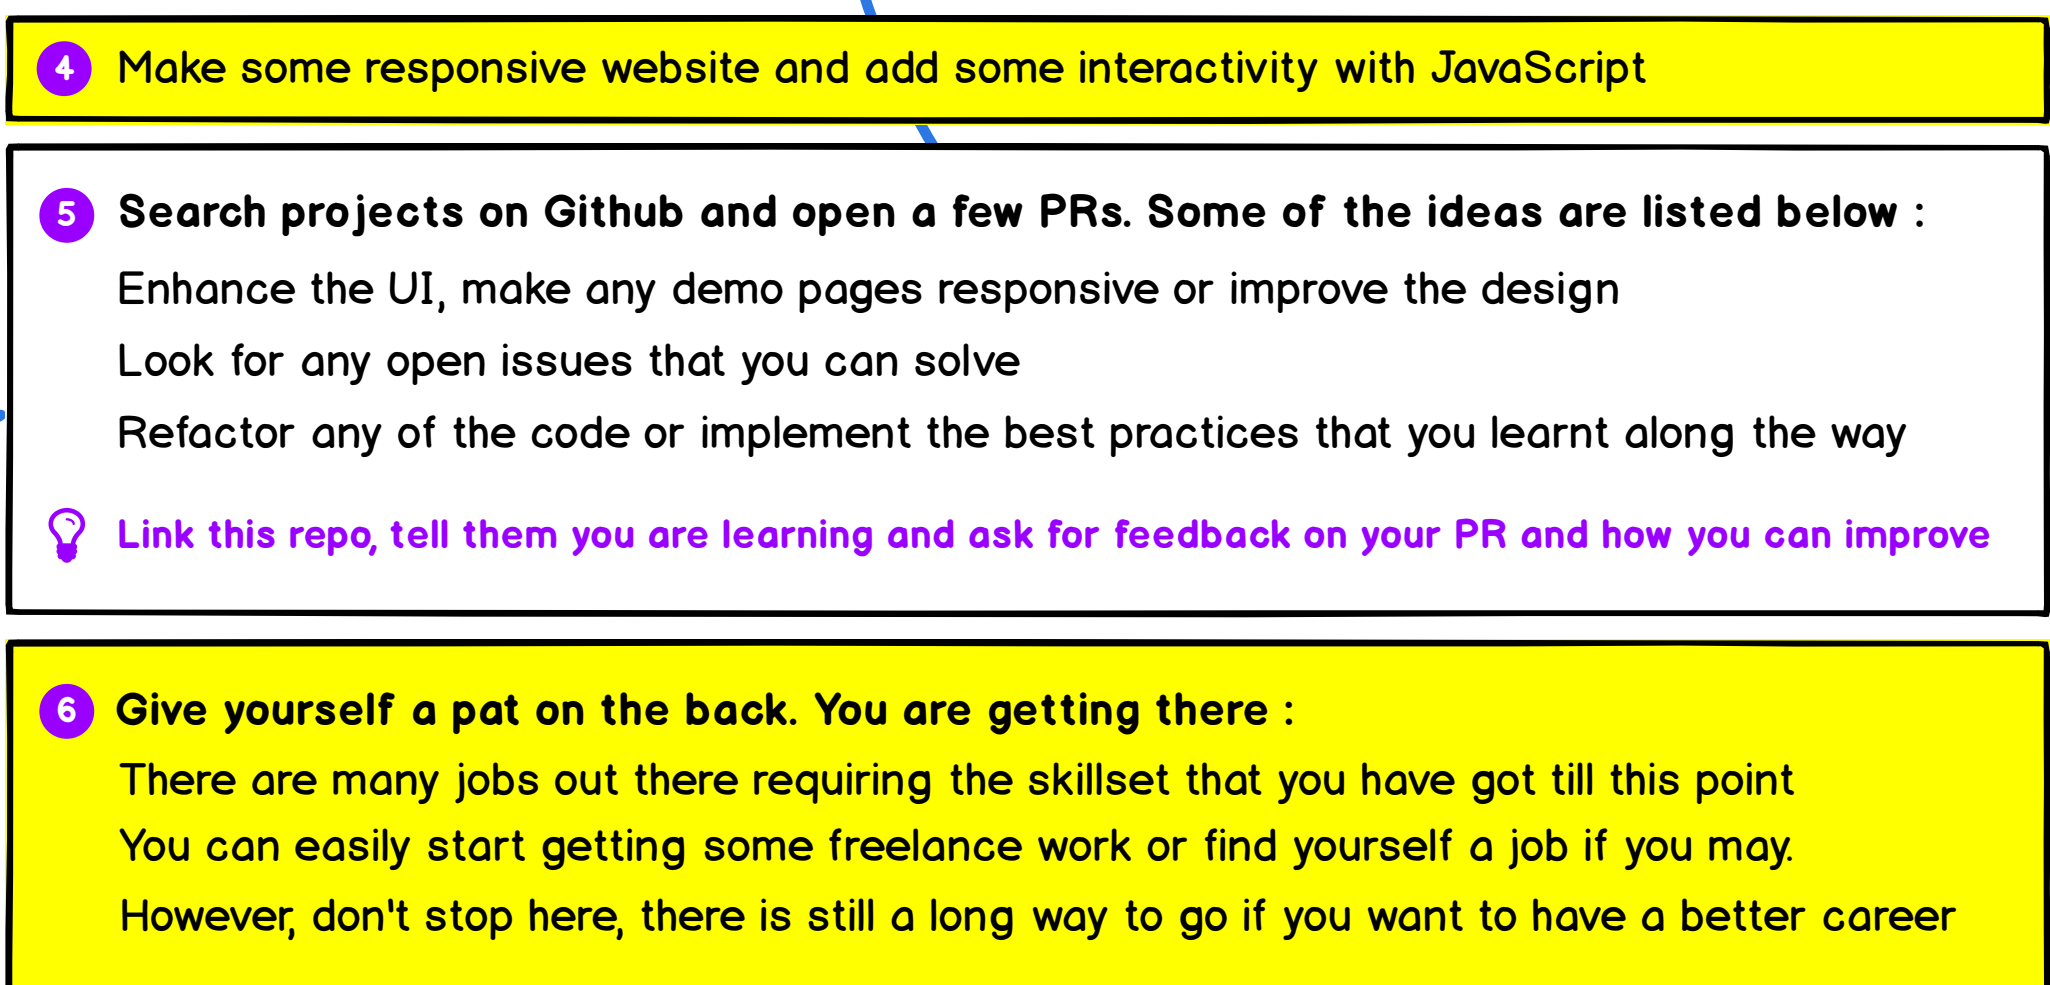 4 Make some responsive website and add some interactivity with JavaScript
5 Search projects on Github and open a few PRs. Some of the ideas are listed below :
Enhance the UI, make any demo pages responsive or improve the design
Look for any open issues that you can solve
Refactor any of the code or implement the best practices that you learnt along the way
Link this repo, tell them you are learning and ask for feedback on your PR and how you can improve
6 Give yourself a pat on the back. You are getting there :
There are many jobs out there requiring the skillset that you have got till this point
You can easily start getting some freelance work or find yourself a job if you may.
However, don't stop here, there is still a long way to go if you want to have a better career